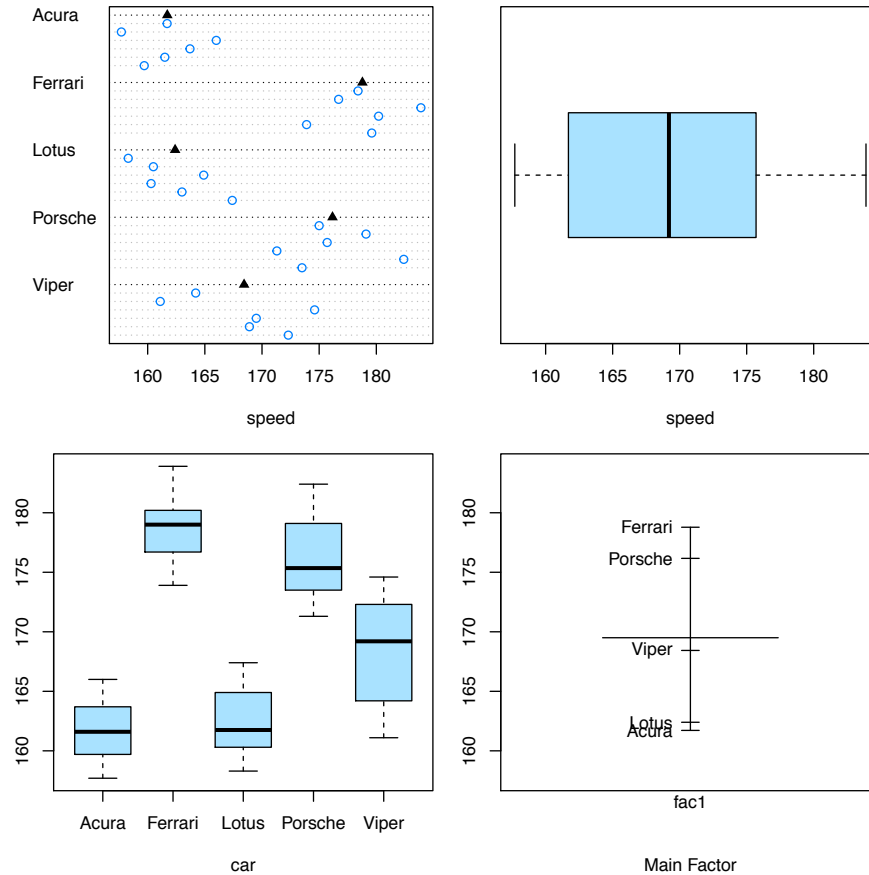 Acura
Ferrari
Lotus
Porsche
Viper
160 165 170 175 180
speed
160 165 170 175 180
speed
180
175
170
165
160
Acura Ferrari Lotus Porsche Viper
car
180
175
170
165
160
Ferrari
Porsche
Viper
Lotus
Acura
fac1
Main Factor